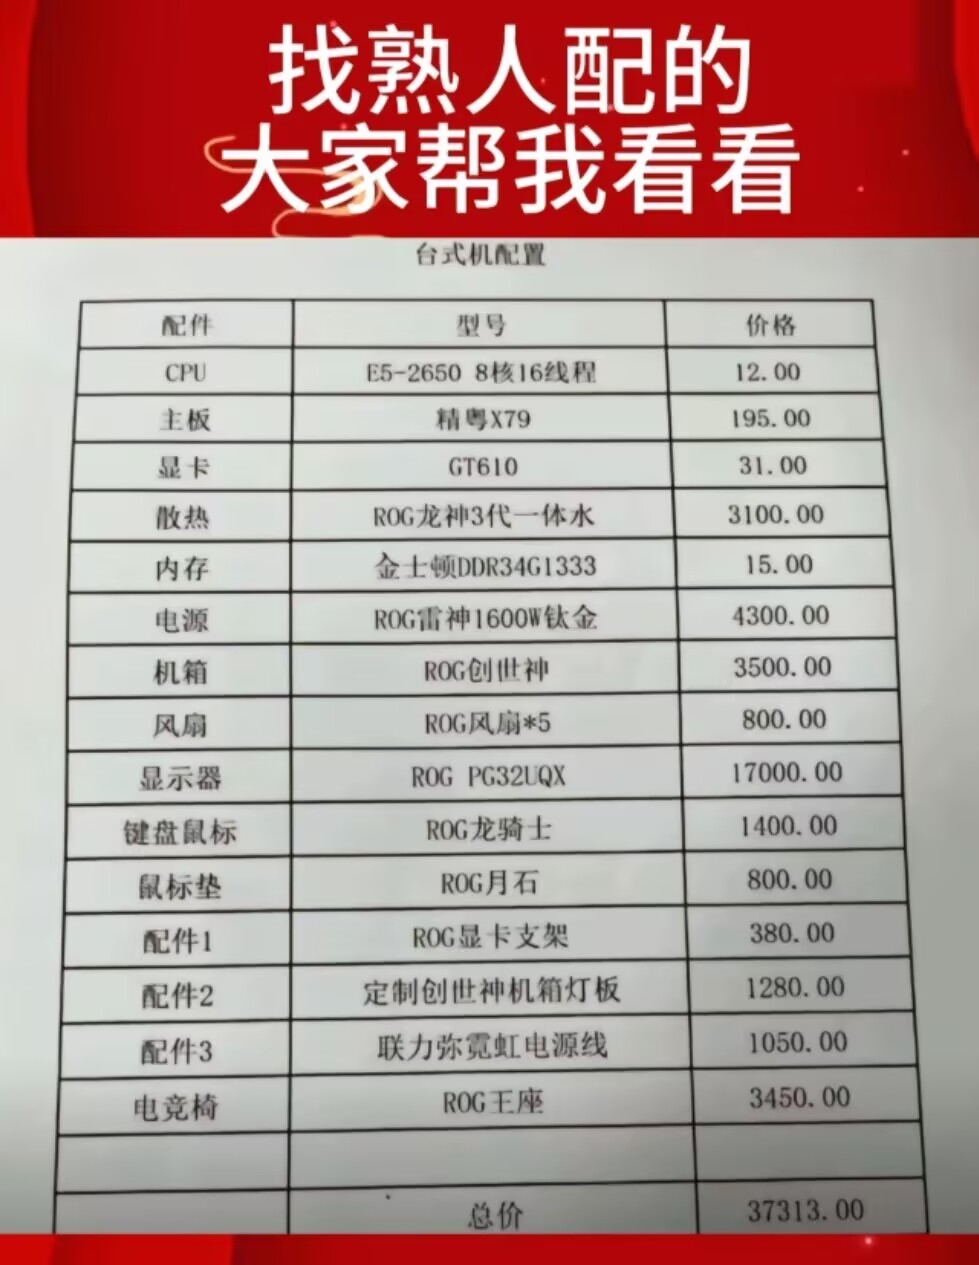 找熟人配的
大家帮我看看
台式机配置
配件 型号 价格
CPU E5-2650 8核16线程 12.00
主板 精粤X79 195.00
显卡 GT610 31.00
散热 ROG龙神3代一体水 3100.00
内存 金士顿DDR34G1333 15.00
电源 ROG雷神1600W钛金 4300.00
机箱 ROG创世神 3500.00
风扇 ROG风扇*5 800.00
显示器 ROG PG32UQX 17000.00
键盘鼠标 ROG龙骑士 1400.00
鼠标垫 ROG月石 800.00
配件1 ROG显卡支架 380.00
配件2 定制创世神机箱灯板 1280.00
配件3 联力弥霓虹电源线 1050.00
电竞椅 ROG王座 3450.00
总价 37313.00